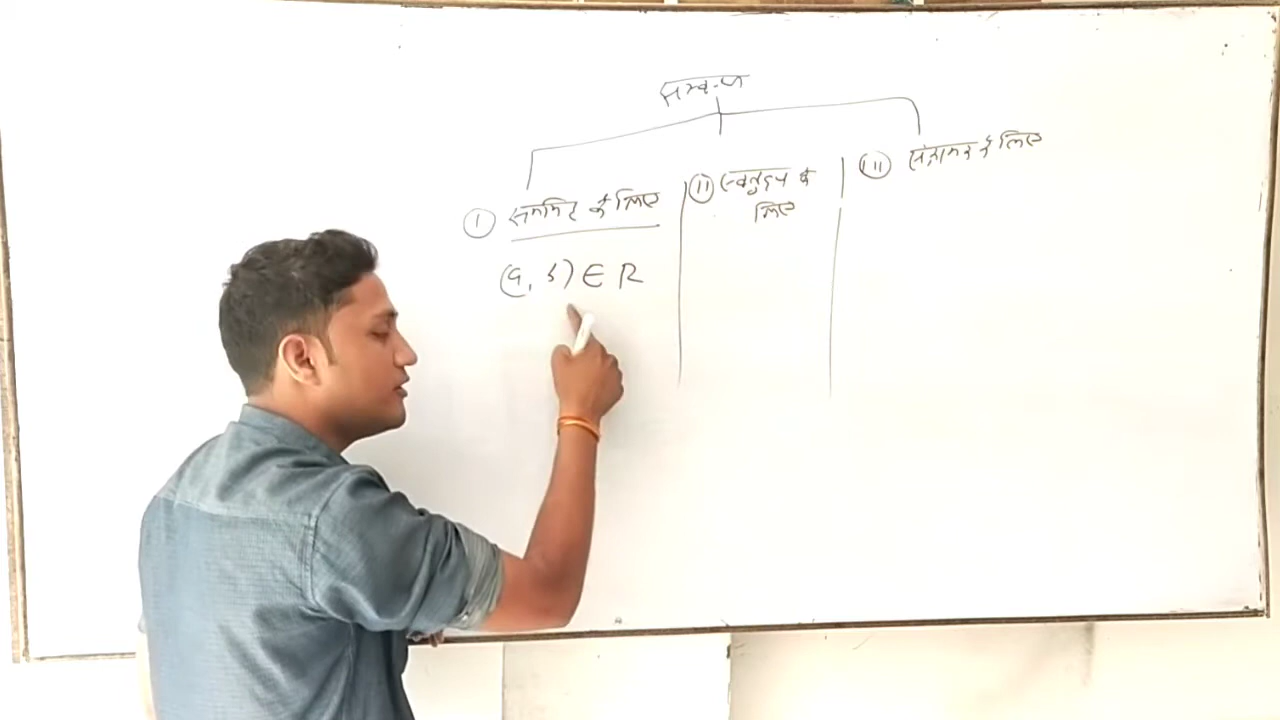 सम्बन्ध
I सममित के लिए
II स्वतुल्य के
लिए
III संक्रामक के लिए
(a, b) ∈ R